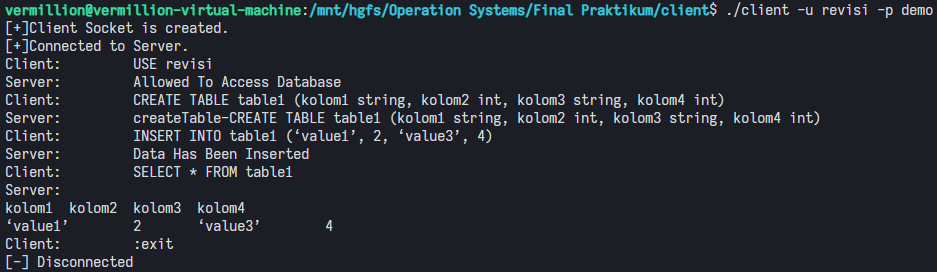 vermillion@vermillion-virtual-machine:/mnt/hgfs/Operation Systems/Final Praktikum/client$ ./client -u revisi -p demo
[+]Client Socket is created.
[+]Connected to Server.
Client:         USE revisi
Server:         Allowed To Access Database
Client:         CREATE TABLE table1 (kolom1 string, kolom2 int, kolom3 string, kolom4 int)
Server:         createTable-CREATE TABLE table1 (kolom1 string, kolom2 int, kolom3 string, kolom4 int)
Client:         INSERT INTO table1 (‘value1’, 2, ‘value3’, 4)
Server:         Data Has Been Inserted
Client:         SELECT * FROM table1
Server:
kolom1  kolom2  kolom3  kolom4
‘value1’        2       ‘value3’        4
Client:         :exit
[-] Disconnected